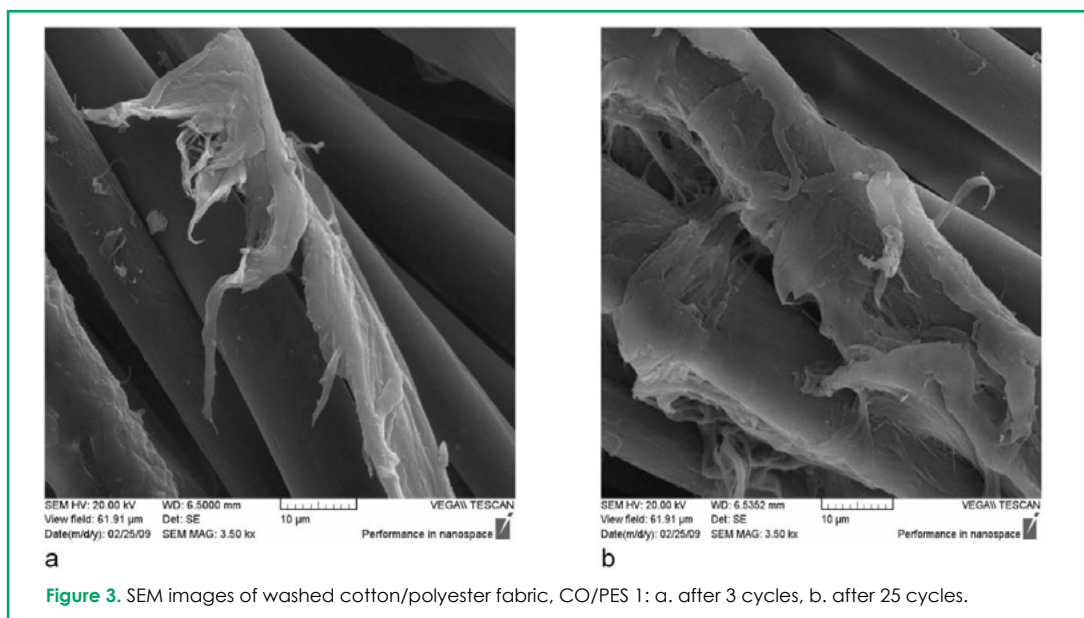 SEM HV: 20.00 kV WD: 6.5000 mm VEGA\\ TESCAN
View field: 61.91 µm Det: SE 10 µm
Date(m/d/y): 02/25/09 SEM MAG: 3.50 kx Performance in nanospace
a
SEM HV: 20.00 kV WD: 6.5352 mm VEGA\\ TESCAN
View field: 61.91 µm Det: SE 10 µm
Date(m/d/y): 02/25/09 SEM MAG: 3.50 kx Performance in nanospace
b
Figure 3. SEM images of washed cotton/polyester fabric, CO/PES 1: a. after 3 cycles, b. after 25 cycles.